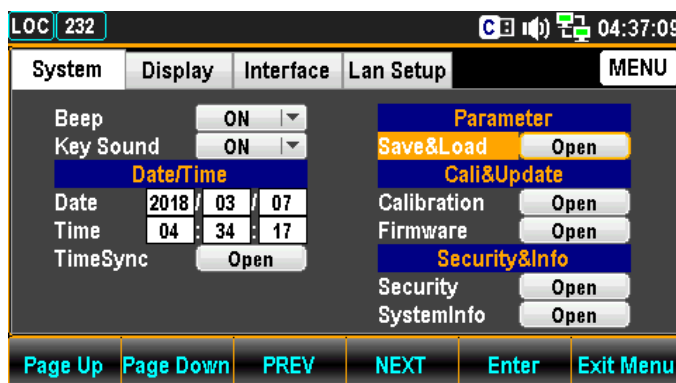 LOC 232 C 04:37:09
System Display Interface Lan Setup MENU
Beep ON
Key Sound ON
Date/Time
Date 2018 / 03 / 07
Time 04 : 34 : 17
TimeSync Open
Parameter
Save&Load Open
Cali&Update
Calibration Open
Firmware Open
Security&Info
Security Open
SystemInfo Open
Page Up Page Down PREV NEXT Enter Exit Menu